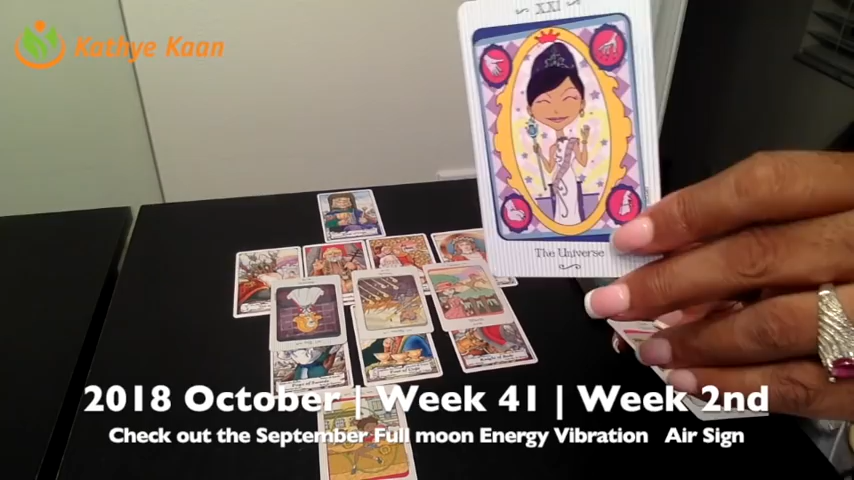 Kathye Kaan
XXI
The Universe
2018 October | Week 41 | Week 2nd
Check out the September Full moon Energy Vibration Air Sign